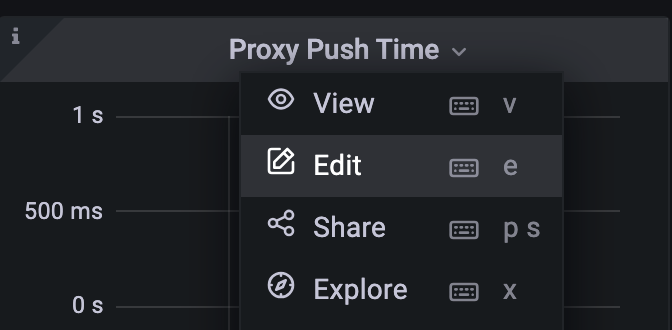 i
Proxy Push Time
1 s
View v
Edit e
500 ms
Share p s
Explore x
0 s